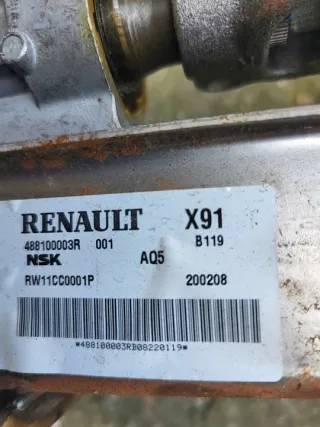 RENAULT X91
488100003R 001 B119
NSK AQ5
RW11CC0001P 200208
*488100003RB08220119*